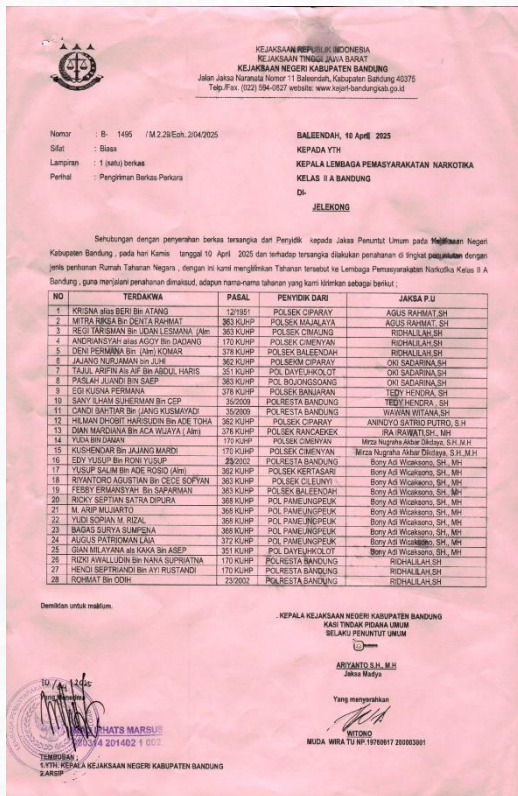 KEJAKSAAN REPUBLIK INDONESIA
KEJAKSAAN TINGGI JAWA BARAT
KEJAKSAAN NEGERI KABUPATEN BANDUNG
Jalan Jaksa Naranata Nomor 11 Baleendah, Kabupaten Bandung 40375
Telp./Fax. (022) 594-0827 website: www.kejari-bandungkab.go.id
Nomor : B- 1495 / M.2.29/Eoh. 2/04/2025
BALEENDAH, 10 April 2025
Sifat : Biasa
KEPADA YTH
Lampiran : 1 (satu) berkas
KEPALA LEMBAGA PEMASYARAKATAN NARKOTIKA
Perihal : Pengiriman Berkas Perkara
KELAS II A BANDUNG
DI-
JELEKONG
Sehubungan dengan penyerahan berkas tersangka dari Penyidik kepada Jaksa Penuntut Umum pada Kejaksaan Negeri
Kabupaten Bandung , pada hari Kamis tanggal 10 April 2025 dan terhadap tersangka dilakukan penahanan di tingkat penuntutan dengan
jenis penhonan Rumah Tahanan Negara , dengan ini kami mengirimkan Tahanan tersebut ke Lembaga Pemasyarakatan Narkotika Kelas II A
Bandung , guna menjalani penahanan dimaksud, adapun nama-nama tahanan yang kami kirimkan sebagai berikut ;
NO TERDAKWA PASAL PENYIDIK DARI JAKSA P.U
1 KRISNA alias BERI Bin ATANG 12/1951 POLSEK CIPARAY AGUS RAHMAT,SH
2 MITRA RIKSA Bin DENTA RAHMAT 363 KUHP POLSEK MAJALAYA AGUS RAHMAT, SH
3 REGI TARISMAN Bin UDAN LESMANA (Alm 363 KUHP POLSEK CIMAUNG RIDHALILAH,SH
4 ANDRIANSYAH alias AGOY Bin DADANG 170 KUHP POLSEK CIMENYAN RIDHALILAH,SH
5 DENI PERMANA Bin (Alm) KOMAR 378 KUHP POLSEK BALEENDAH RIDHALILAH,SH
6 JAJANG NURJAMAN bin JUHI 362 KUHP POLSEKM CIPARAY OKI SADARINA,SH
7 TAJUL ARIFIN Als AIF Bin ABDUL HARIS 351 KUHP POL DAYEUHKOLOT OKI SADARINA,SH
8 PASLAH JUANDI BIN SAEP 363 KUHP POL BOJONGSOANG OKI SADARINA,SH
9 EGI KUSNA PERMANA 378 KUHP POLSEK BANJARAN TEDY HENDRA, SH
10 SANY ILHAM SUHERMAN Bin CEP 35/2009 POLRESTA BANDUNG TEDY HENDRA , SH
11 CANDI BAHTIAR Bin (JANG KUSMAYADI 35/2009 POLRESTA BANDUNG WAWAN WITANA,SH
12 HILMAN DHOBIT HARISUDIN Bin ADE TOHA 362 KUHP POLSEK CIPARAY ANINDYO SATRIO PUTRO, S.H
13 DIAN MARDIANA Bin ACA WIJAYA ( Alm) 378 KUHP POLSEK RANCAEKEK IRA IRAWATI,SH., MH
14 YUDA BIN DAMAN 170 KUHP POLSEK CIMENYAN Mirza Nugraha Akbar Dikdaya, S.H.,M.H
15 KUSHENDAR Bin JAJANG MARDI 170 KUHP POLSEK CIMENYAN Mirza Nugraha Akbar Dikdaya, S.H.,M.H
16 EDY YUSUP Bin RONI YUSUP 23/2002 POLRESTA BANDUNG Bony Adi Wicaksono, SH., MH
17 YUSUP SALIM Bin ADE ROSID (Alm) 362 KUHP POLSEK KERTASARI Bony Adi Wicaksono, SH., MH
18 RIYANTORO AGUSTIAN Bin CECE SOFYAN 363 KUHP POLSEK CILEUNYI Bony Adi Wicaksono, SH., MH
19 FEBBY ERMANSYAH Bin SAPARMAN 363 KUHP POLSEK BALEENDAH Bony Adi Wicaksono, SH., MH
20 RICKY SEPTIAN SATRA DIPURA 368 KUHP POL PAMEUNGPEUK Bony Adi Wicaksono, SH., MH
21 M. ARIP MUJIARTO 368 KUHP POL PAMEUNGPEUK Bony Adi Wicaksono, SH., MH
22 YUDI SOPIAN M. RIZAL 368 KUHP POL PAMEUNGPEUK Bony Adi Wicaksono, SH., MH
23 BAGAS SURYA SUMPENA 368 KUHP POL PAMEUNGPEUK Bony Adi Wicaksono, SH., MH
24 AUGUS PATRIOMAN LAIA 372 KUHP POL PAMEUNGPEUK Bony Adi Wicaksono, SH., MH
25 GIAN MILAYANA als KAKA Bin ASEP 351 KUHP POL DAYEUHKOLOT Bony Adi Wicaksono, SH., MH
26 RIZKI AWALLUDIN Bin NANA SUPRIATNA 170 KUHP POLRESTA BANDUNG RIDHALILAH,SH
27 HENDI SEPTRIANDI Bin AYI RUSTANDI 170 KUHP POLRESTA BANDUNG RIDHALILAH,SH
28 ROHMAT Bin ODIH 23/2002 POLRESTA BANDUNG RIDHALILAH,SH
Demikian untuk maklum.
. KEPALA KEJAKSAAN NEGERI KABUPATEN BANDUNG
KASI TINDAK PIDANA UMUM
SELAKU PENUNTUT UMUM
ARIYANTO S.H., M.H
Jaksa Madya
Yang menyerahkan
WITONO
MUDA WIRA TU NP.19760617 200003001
Yang Menerima
MARSUS
201402 1 002
TEMBUSAN ;
1.YTH. KEPALA KEJAKSAAN NEGERI KABUPATEN BANDUNG
2.ARSIP